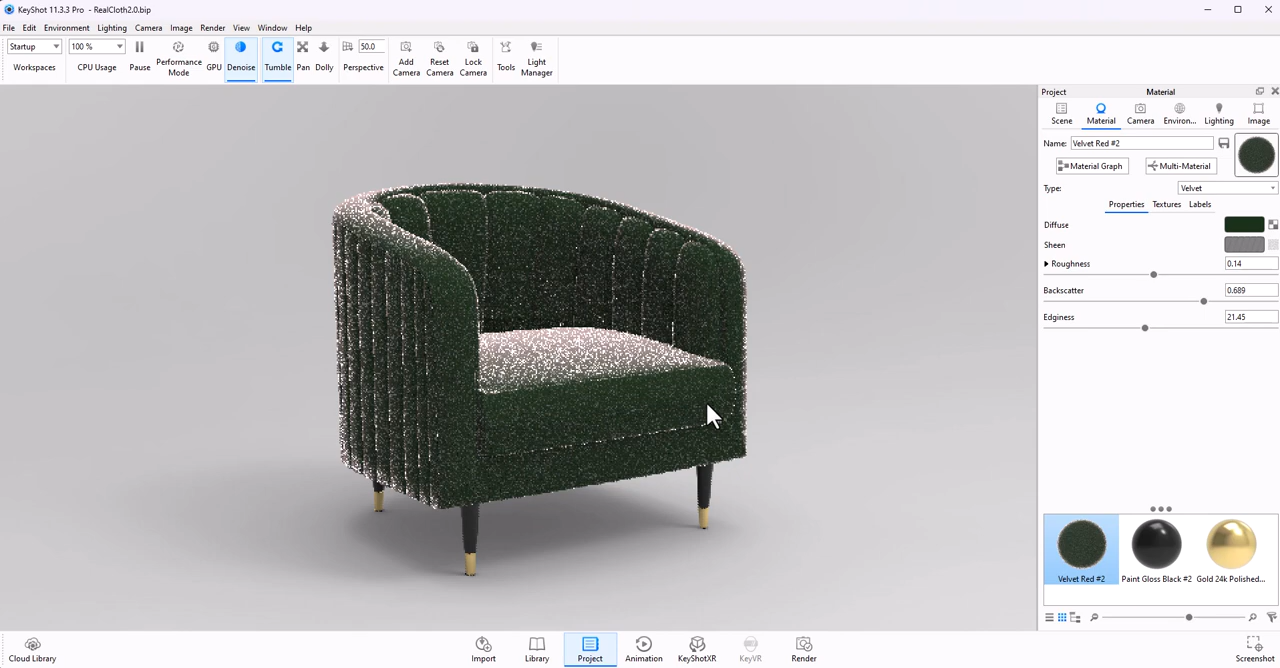 KeyShot 11.3.3 Pro - RealCloth2.0.bip
File Edit Environment Lighting Camera Image Render View Window Help
Startup 100 % 50.0
Workspaces CPU Usage Pause Performance Mode GPU Denoise Tumble Pan Dolly Perspective Add Camera Reset Camera Lock Camera Tools Light Manager
Project Material
Scene Material Camera Environ... Lighting Image
Name: Velvet Red #2
Material Graph Multi-Material
Type: Velvet
Properties Textures Labels
Diffuse
Sheen
Roughness 0.14
Backscatter 0.689
Edginess 21.45
Velvet Red #2 Paint Gloss Black #2 Gold 24k Polished...
Cloud Library Import Library Project Animation KeyShotXR KeyVR Render Screenshot